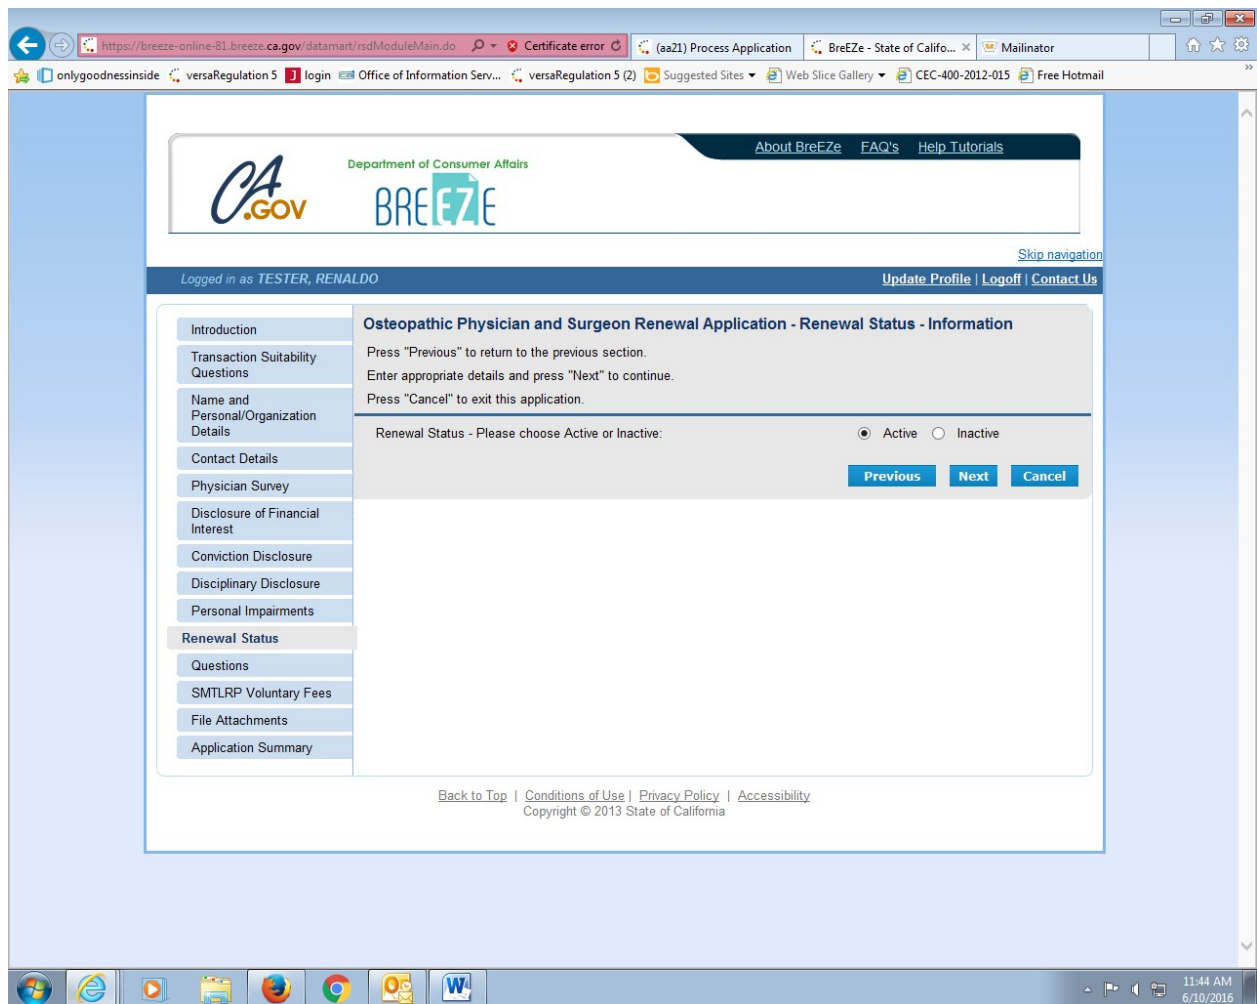 https://breeze-online-81.breeze.ca.gov/datamart/rsdModuleMain.do Certificate error (aa21) Process Application BreEZe - State of Califo... Mailinator
onlygoodnessinside versaRegulation 5 login Office of Information Serv... versaRegulation 5 (2) Suggested Sites Web Slice Gallery CEC-400-2012-015 Free Hotmail
About BreEZe FAQ's Help Tutorials
CA.GOV
Department of Consumer Affairs
BREEZE
Skip navigation
Logged in as TESTER, RENALDO Update Profile | Logoff | Contact Us
Introduction
Transaction Suitability
Questions
Name and
Personal/Organization
Details
Contact Details
Physician Survey
Disclosure of Financial
Interest
Conviction Disclosure
Disciplinary Disclosure
Personal Impairments
Renewal Status
Questions
SMTLRP Voluntary Fees
File Attachments
Application Summary
Osteopathic Physician and Surgeon Renewal Application - Renewal Status - Information
Press "Previous" to return to the previous section.
Enter appropriate details and press "Next" to continue.
Press "Cancel" to exit this application.
Renewal Status - Please choose Active or Inactive: Active Inactive
Previous Next Cancel
Back to Top | Conditions of Use | Privacy Policy | Accessibility
Copyright © 2013 State of California
11:44 AM
6/10/2016